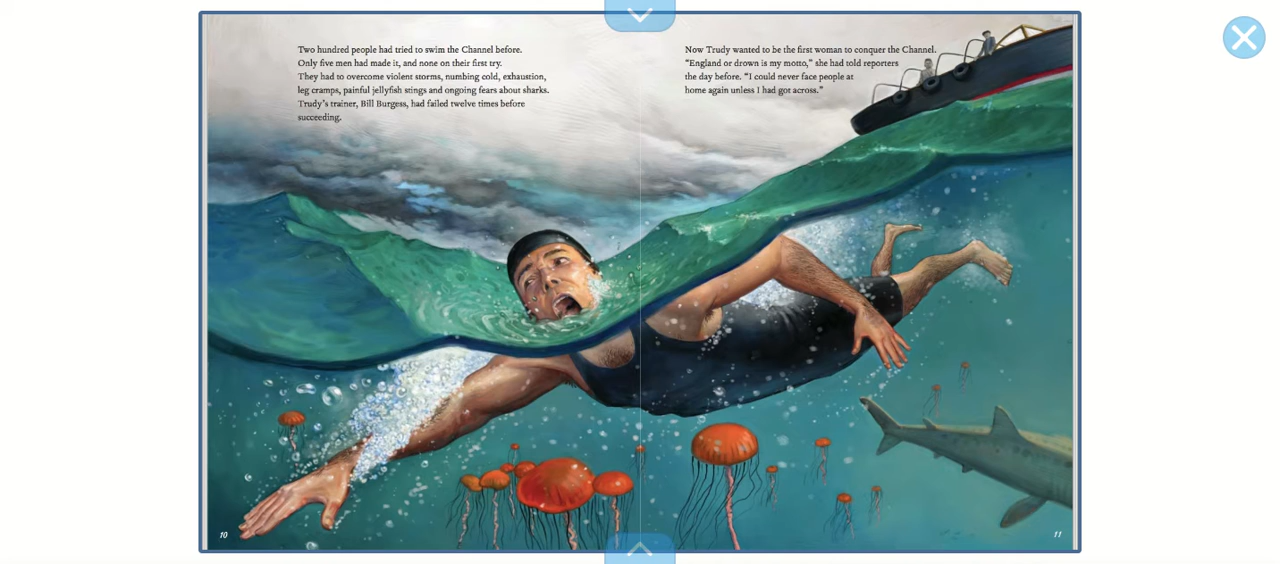 Two hundred people had tried to swim the Channel before.
Only five men had made it, and none on their first try.
They had to overcome violent storms, numbing cold, exhaustion,
leg cramps, painful jellyfish stings and ongoing fears about sharks.
Trudy's trainer, Bill Burgess, had failed twelve times before
succeeding.
Now Trudy wanted to be the first woman to conquer the Channel.
“England or drown is my motto,” she had told reporters
the day before. “I could never face people at
home again unless I had got across.”
10
11